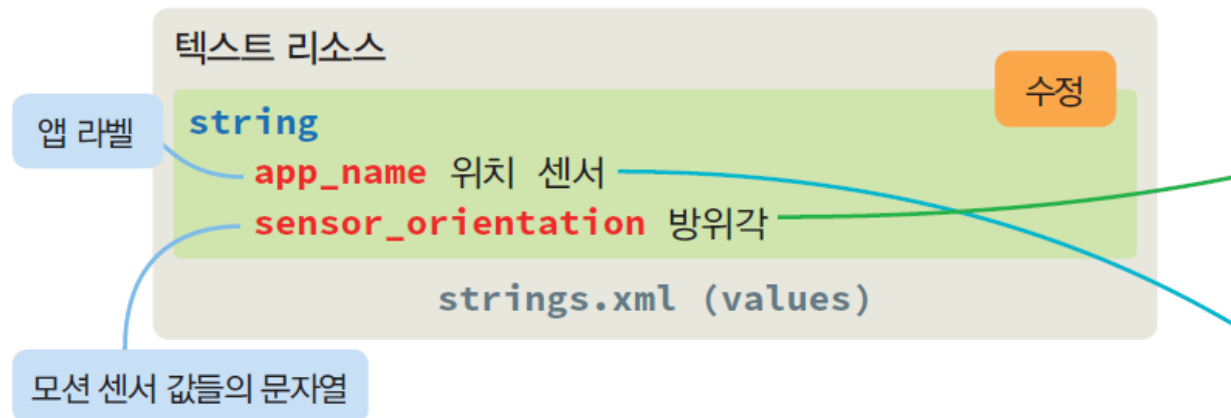 텍스트 리소스
수정
앱 라벨
string
app_name 위치 센서
sensor_orientation 방위각
strings.xml (values)
모션 센서 값들의 문자열